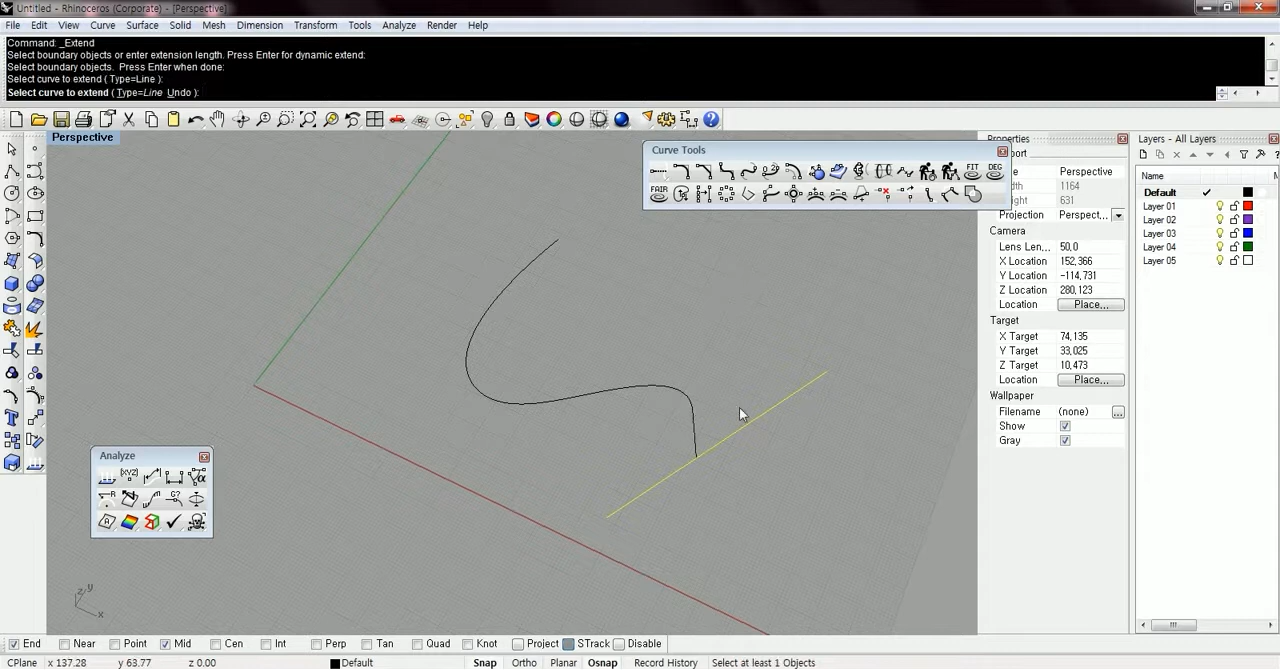 Untitled - Rhinoceros (Corporate) - [Perspective]
File Edit View Curve Surface Solid Mesh Dimension Transform Tools Analyze Render Help
Command: _Extend
Select boundary objects or enter extension length. Press Enter for dynamic extend:
Select boundary objects. Press Enter when done:
Select curve to extend ( Type=Line ):
Select curve to extend ( Type=Line Undo ):
Perspective
Curve Tools
FIT DEG
FAIR
Analyze
XYZ
R G?
A
z y
x
Properties
port
e Perspective
dth 1164
ight 631
Projection Perspect...
Camera
Lens Len... 50,0
X Location 152,366
Y Location -114,731
Z Location 280,123
Location Place...
Target
X Target 74,135
Y Target 33,025
Z Target 10,473
Location Place...
Wallpaper
Filename (none) ...
Show
Gray
Layers - All Layers
Name M
Default
Layer 01
Layer 02
Layer 03
Layer 04
Layer 05
End Near Point Mid Cen Int Perp Tan Quad Knot Project STrack Disable
CPlane x 137.28 y 63.77 z 0.00 Default Snap Ortho Planar Osnap Record History Select at least 1 Objects